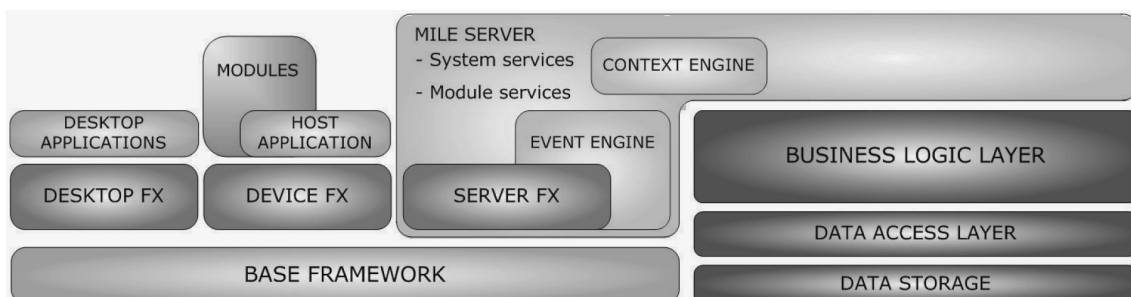 MILE SERVER
- System services
- Module services
CONTEXT ENGINE
MODULES
DESKTOP
APPLICATIONS
HOST
APPLICATION
EVENT ENGINE
BUSINESS LOGIC LAYER
DESKTOP FX
DEVICE FX
SERVER FX
DATA ACCESS LAYER
BASE FRAMEWORK
DATA STORAGE